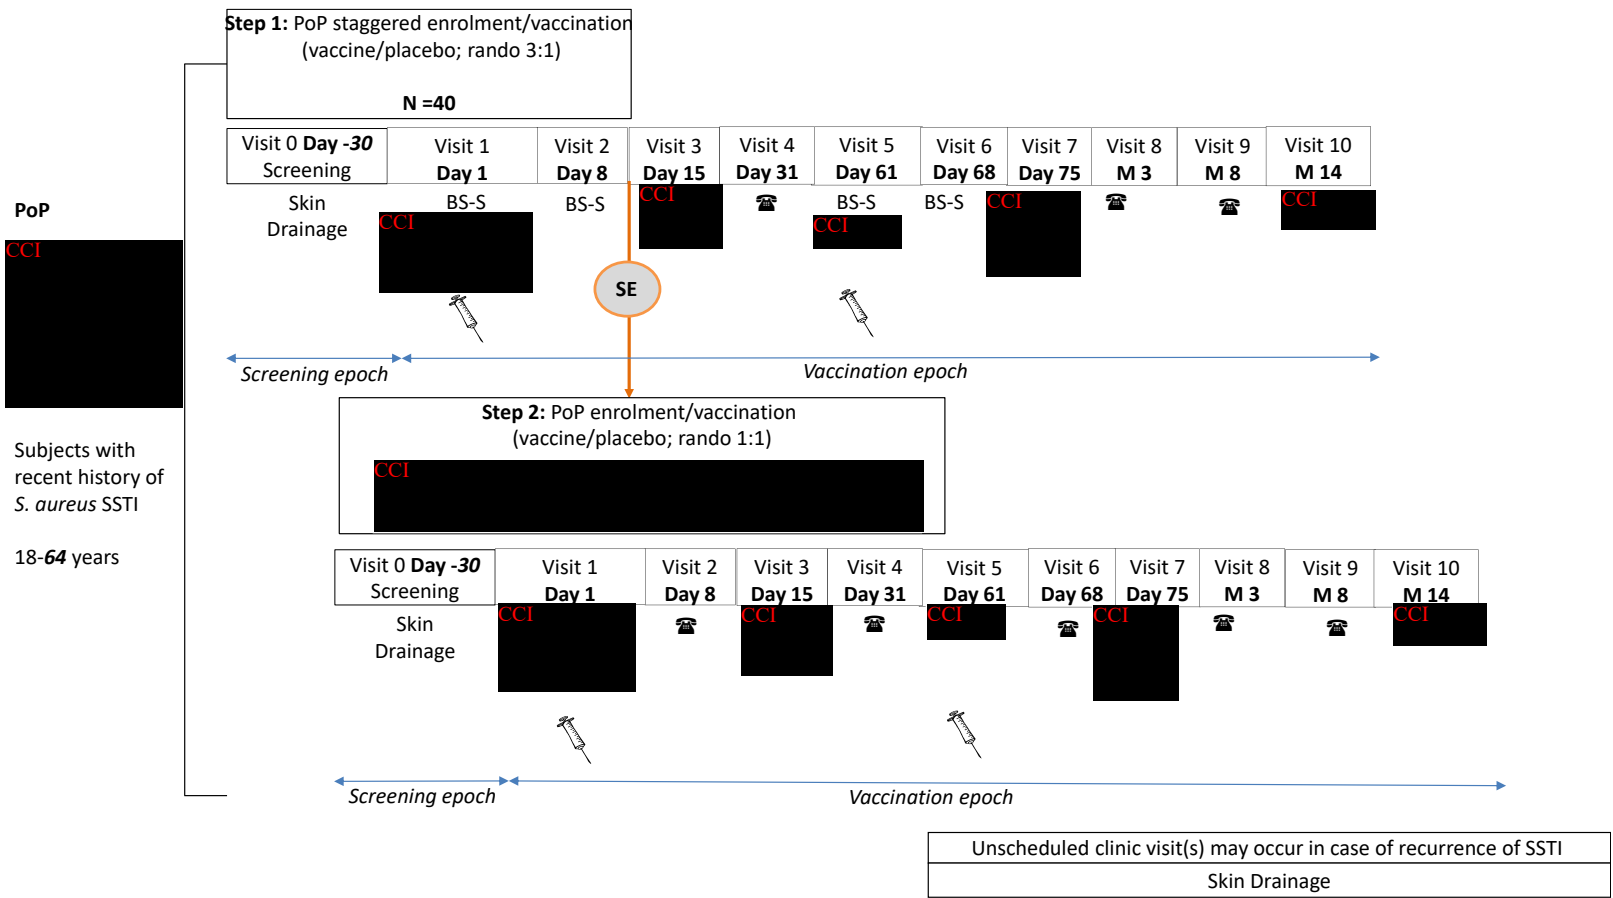 Step 1: PoP staggered enrolment/vaccination
(vaccine/placebo; rando 3:1)
N =40
Visit 0 Day -30
Screening
Visit 1
Day 1
Visit 2
Day 8
Visit 3
Day 15
Visit 4
Day 31
Visit 5
Day 61
Visit 6
Day 68
Visit 7
Day 75
Visit 8
M 3
Visit 9
M 8
Visit 10
M 14
Skin
Drainage
BS-S
CCI
BS-S
CCI
BS-S
CCI
BS-S
CCI
CCI
SE
Screening epoch
Vaccination epoch
PoP
CCI
Subjects with
recent history of
S. aureus SSTI
18-64 years
Step 2: PoP enrolment/vaccination
(vaccine/placebo; rando 1:1)
CCI
Visit 0 Day -30
Screening
Visit 1
Day 1
Visit 2
Day 8
Visit 3
Day 15
Visit 4
Day 31
Visit 5
Day 61
Visit 6
Day 68
Visit 7
Day 75
Visit 8
M 3
Visit 9
M 8
Visit 10
M 14
Skin
Drainage
CCI
CCI
CCI
CCI
CCI
Screening epoch
Vaccination epoch
Unscheduled clinic visit(s) may occur in case of recurrence of SSTI
Skin Drainage